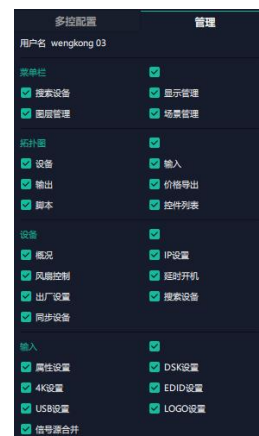 多控配置 管理
用户名 wengkong 03
菜单栏
搜索设备 显示管理
图层管理 场景管理
拓扑图
设备 输入
输出 价格导出
脚本 控件列表
设备
概况 IP设置
风扇控制 延时开机
出厂设置 搜索设备
同步设备
输入
属性设置 DSK设置
4K设置 EDID设置
USB设置 LOGO设置
信号源合并